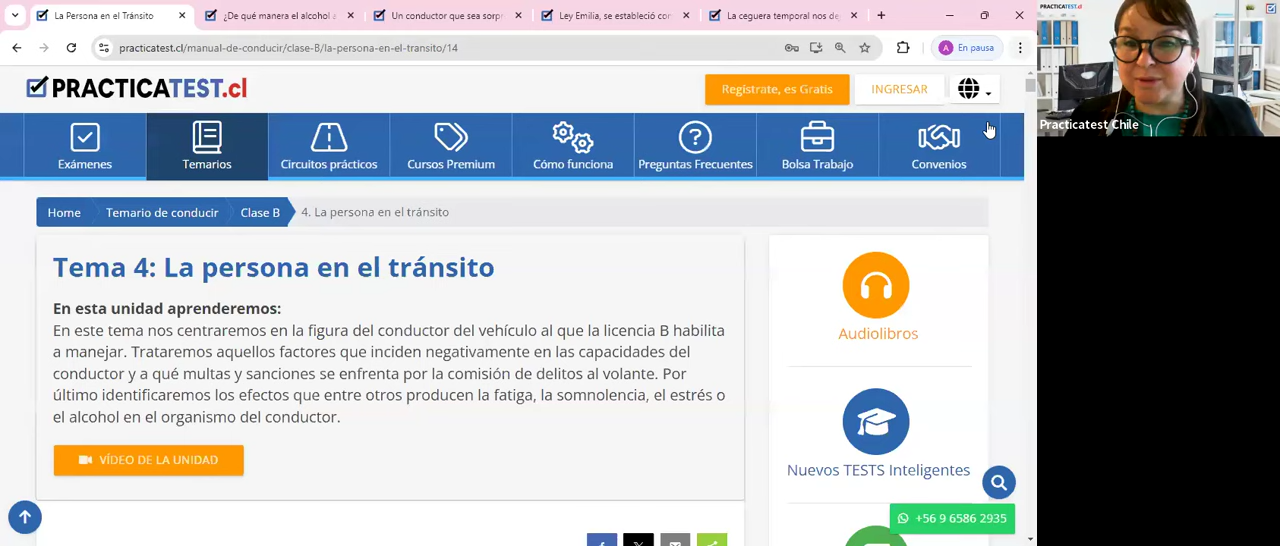 La Persona en el Tránsito
¿De qué manera el alcohol a
Un conductor que sea sorpr
Ley Emilia, se estableció con
La ceguera temporal nos de
practicatest.cl/manual-de-conducir/clase-B/la-persona-en-el-transito/14
A
En pausa
PRACTICATEST.cl
Regístrate, es Gratis
INGRESAR
PRACTICATEST.cl
Practicatest Chile
Exámenes
Temarios
Circuitos prácticos
Cursos Premium
Cómo funciona
Preguntas Frecuentes
Bolsa Trabajo
Convenios
Home
Temario de conducir
Clase B
4. La persona en el tránsito
Tema 4: La persona en el tránsito
En esta unidad aprenderemos:
En este tema nos centraremos en la figura del conductor del vehículo al que la licencia B habilita
a manejar. Trataremos aquellos factores que inciden negativamente en las capacidades del
conductor y a qué multas y sanciones se enfrenta por la comisión de delitos al volante. Por
último identificaremos los efectos que entre otros producen la fatiga, la somnolencia, el estrés o
el alcohol en el organismo del conductor.
VÍDEO DE LA UNIDAD
Audiolibros
Nuevos TESTS Inteligentes
+56 9 6586 2935